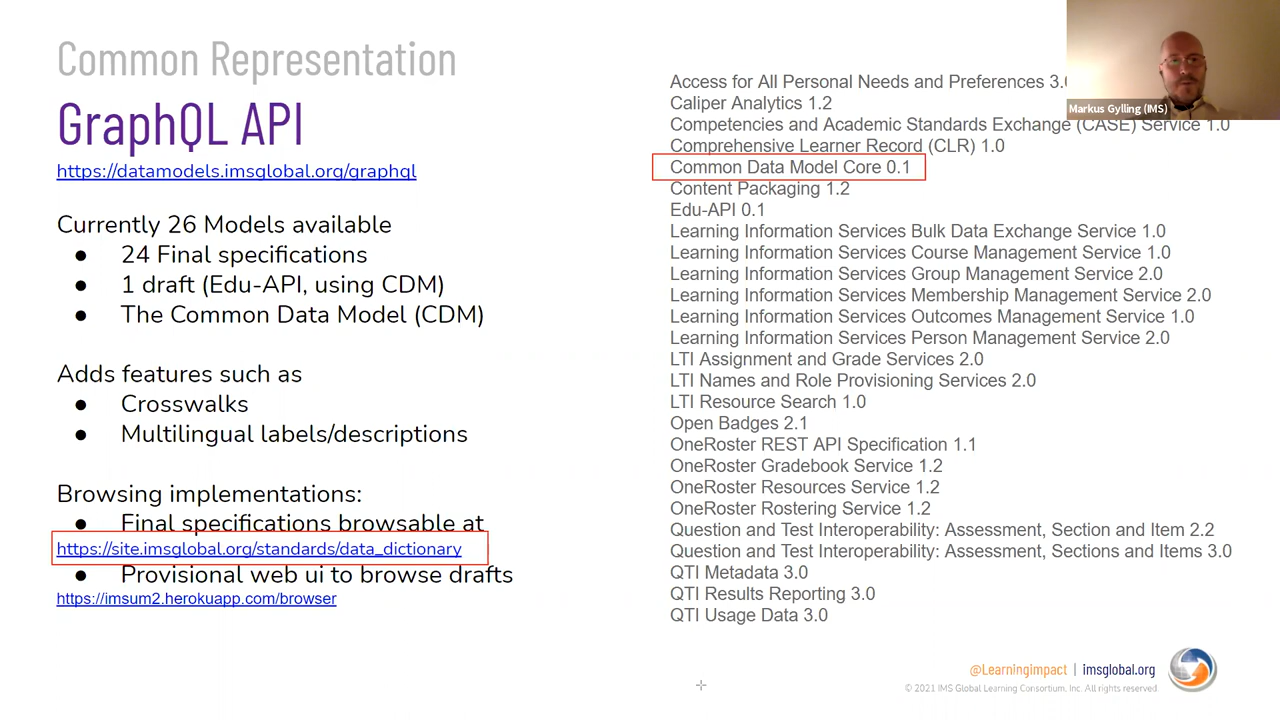 Common Representation
GraphQL API
https://datamodels.imsglobal.org/graphql
Currently 26 Models available
● 24 Final specifications
● 1 draft (Edu-API, using CDM)
● The Common Data Model (CDM)
Adds features such as
● Crosswalks
● Multilingual labels/descriptions
Browsing implementations:
● Final specifications browsable at
https://site.imsglobal.org/standards/data_dictionary
● Provisional web ui to browse drafts
https://imsum2.herokuapp.com/browser
Access for All Personal Needs and Preferences 3.0
Caliper Analytics 1.2
Competencies and Academic Standards Exchange (CASE) Service 1.0
Comprehensive Learner Record (CLR) 1.0
Common Data Model Core 0.1
Content Packaging 1.2
Edu-API 0.1
Learning Information Services Bulk Data Exchange Service 1.0
Learning Information Services Course Management Service 1.0
Learning Information Services Group Management Service 2.0
Learning Information Services Membership Management Service 2.0
Learning Information Services Outcomes Management Service 1.0
Learning Information Services Person Management Service 2.0
LTI Assignment and Grade Services 2.0
LTI Names and Role Provisioning Services 2.0
LTI Resource Search 1.0
Open Badges 2.1
OneRoster REST API Specification 1.1
OneRoster Gradebook Service 1.2
OneRoster Resources Service 1.2
OneRoster Rostering Service 1.2
Question and Test Interoperability: Assessment, Section and Item 2.2
Question and Test Interoperability: Assessment, Sections and Items 3.0
QTI Metadata 3.0
QTI Results Reporting 3.0
QTI Usage Data 3.0
Markus Gylling (IMS)
@Learningimpact | imsglobal.org
© 2021 IMS Global Learning Consortium, Inc. All rights reserved.